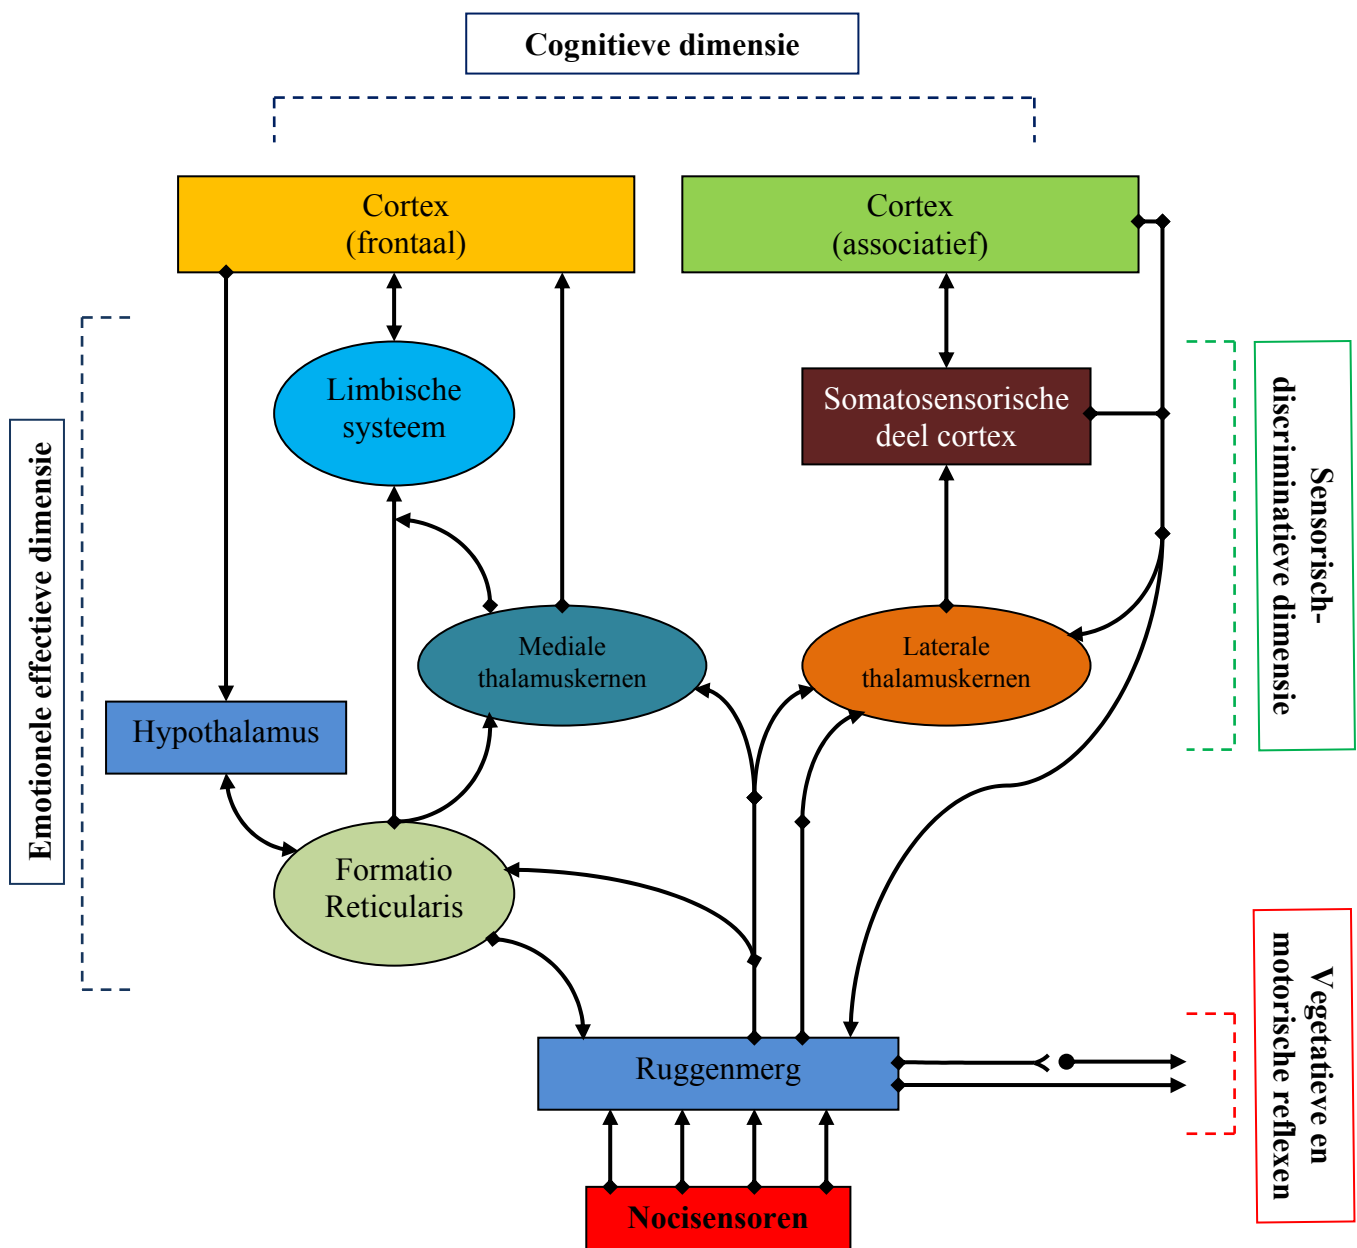 Cognitieve dimensie
Cortex
(frontaal)
Cortex
(associatief)
Limbische
systeem
Somatosensorische
deel cortex
Sensorisch-
discriminatieve dimensie
Emotionele effectieve dimensie
Mediale
thalamuskernen
Laterale
thalamuskernen
Hypothalamus
Formatio
Reticularis
Vegetatieve en
motorische reflexen
Ruggenmerg
Nocisensoren